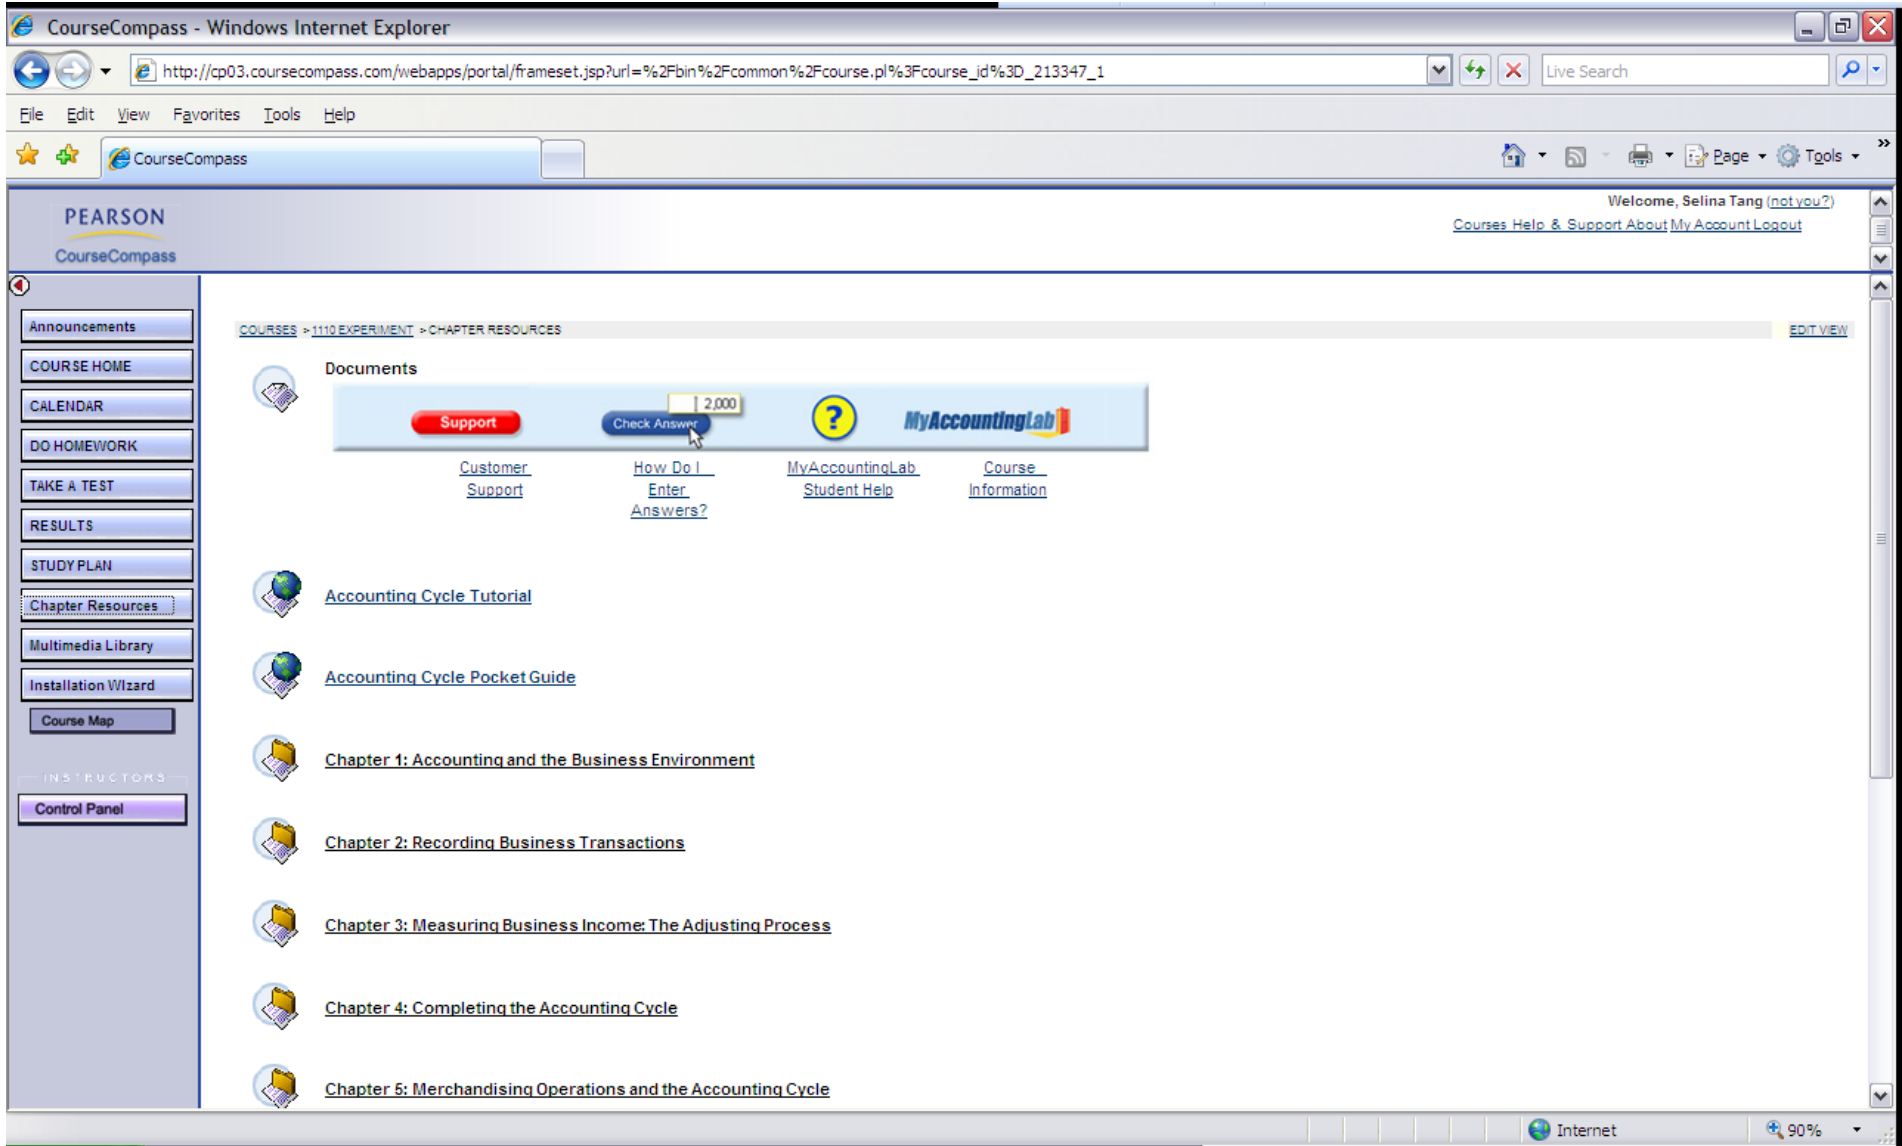 CourseCompass - Windows Internet Explorer
http://cp03.coursecompass.com/webapps/portal/frameset.jsp?url=%2Fbin%2Fcommon%2Fcourse.pl%3Fcourse_id%3D_213347_1
Live Search
File Edit View Favorites Tools Help
CourseCompass
Page Tools »
PEARSON
CourseCompass
Welcome, Selina Tang (not you?)
Courses Help & Support About My Account Logout
Announcements
COURSE HOME
CALENDAR
DO HOMEWORK
TAKE A TEST
RESULTS
STUDY PLAN
Chapter Resources
Multimedia Library
Installation WIzard
Course Map
INSTRUCTORS
Control Panel
COURSES > 1110 EXPERIMENT > CHAPTER RESOURCES
EDIT VIEW
Documents
Support
2,000
Check Answer
?
MyAccountingLab
Customer
Support
How Do I
Enter
Answers?
MyAccountingLab
Student Help
Course
Information
Accounting Cycle Tutorial
Accounting Cycle Pocket Guide
Chapter 1: Accounting and the Business Environment
Chapter 2: Recording Business Transactions
Chapter 3: Measuring Business Income: The Adjusting Process
Chapter 4: Completing the Accounting Cycle
Chapter 5: Merchandising Operations and the Accounting Cycle
Internet
90%